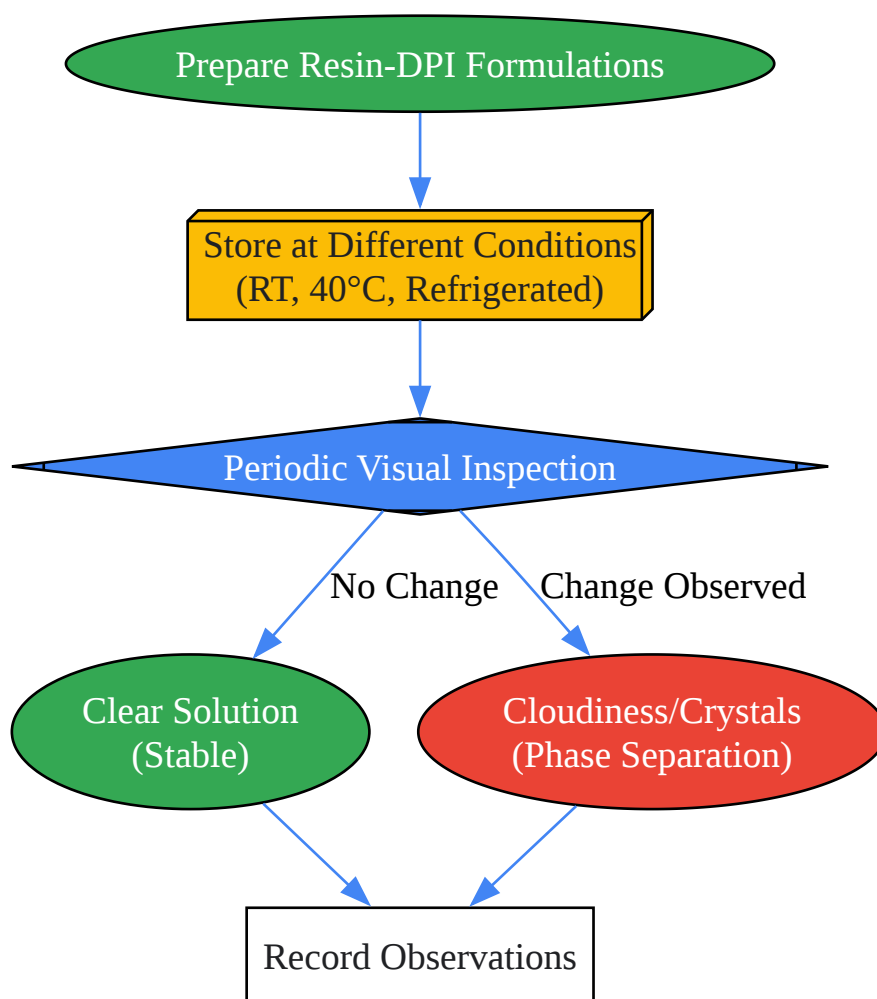 Prepare Resin-DPI Formulations
Store at Different Conditions
(RT, 40°C, Refrigerated)
Periodic Visual Inspection
No Change
Change Observed
Clear Solution
(Stable)
Cloudiness/Crystals
(Phase Separation)
Record Observations